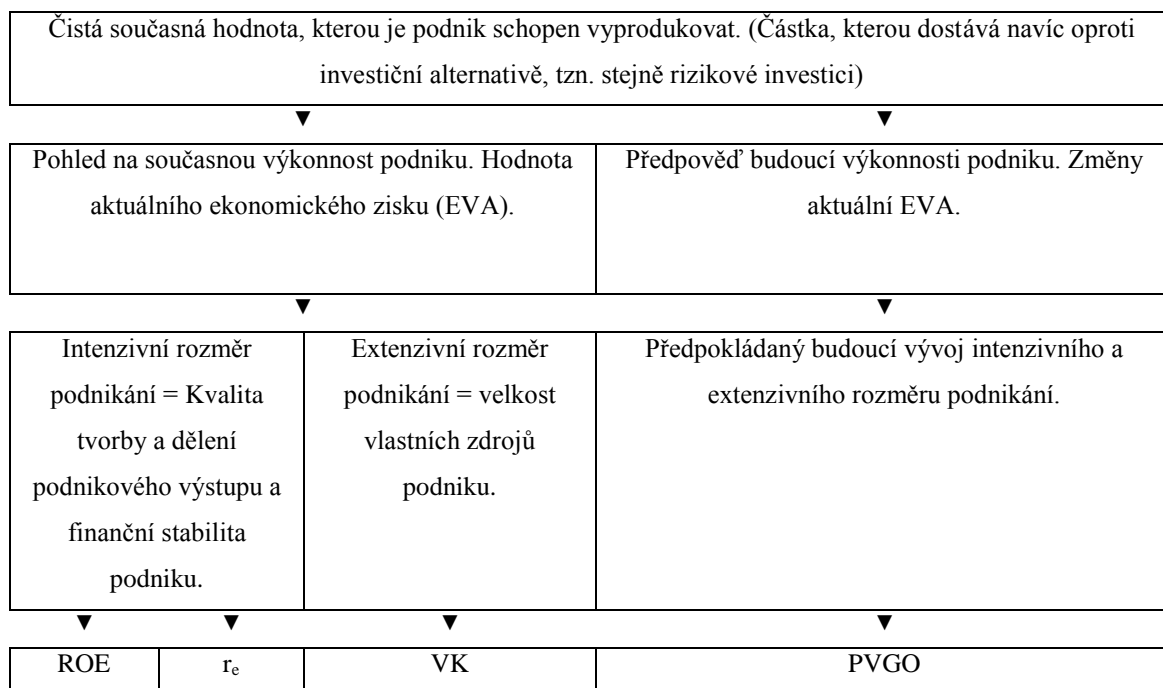 Čistá současná hodnota, kterou je podnik schopen vyprodukovat. (Částka, kterou dostává navíc oproti
investiční alternativě, tzn. stejně rizikové investici)
▼ ▼
Pohled na současnou výkonnost podniku. Hodnota
aktuálního ekonomického zisku (EVA).
Předpověď budoucí výkonnosti podniku. Změny
aktuální EVA.
▼ ▼
Intenzivní rozměr
podnikání = Kvalita
tvorby a dělení
podnikového výstupu a
finanční stabilita
podniku.
Extenzivní rozměr
podnikání = velkost
vlastních zdrojů
podniku.
Předpokládaný budoucí vývoj intenzivního a
extenzivního rozměru podnikání.
▼ ▼ ▼ ▼
ROE
rₑ
VK
PVGO